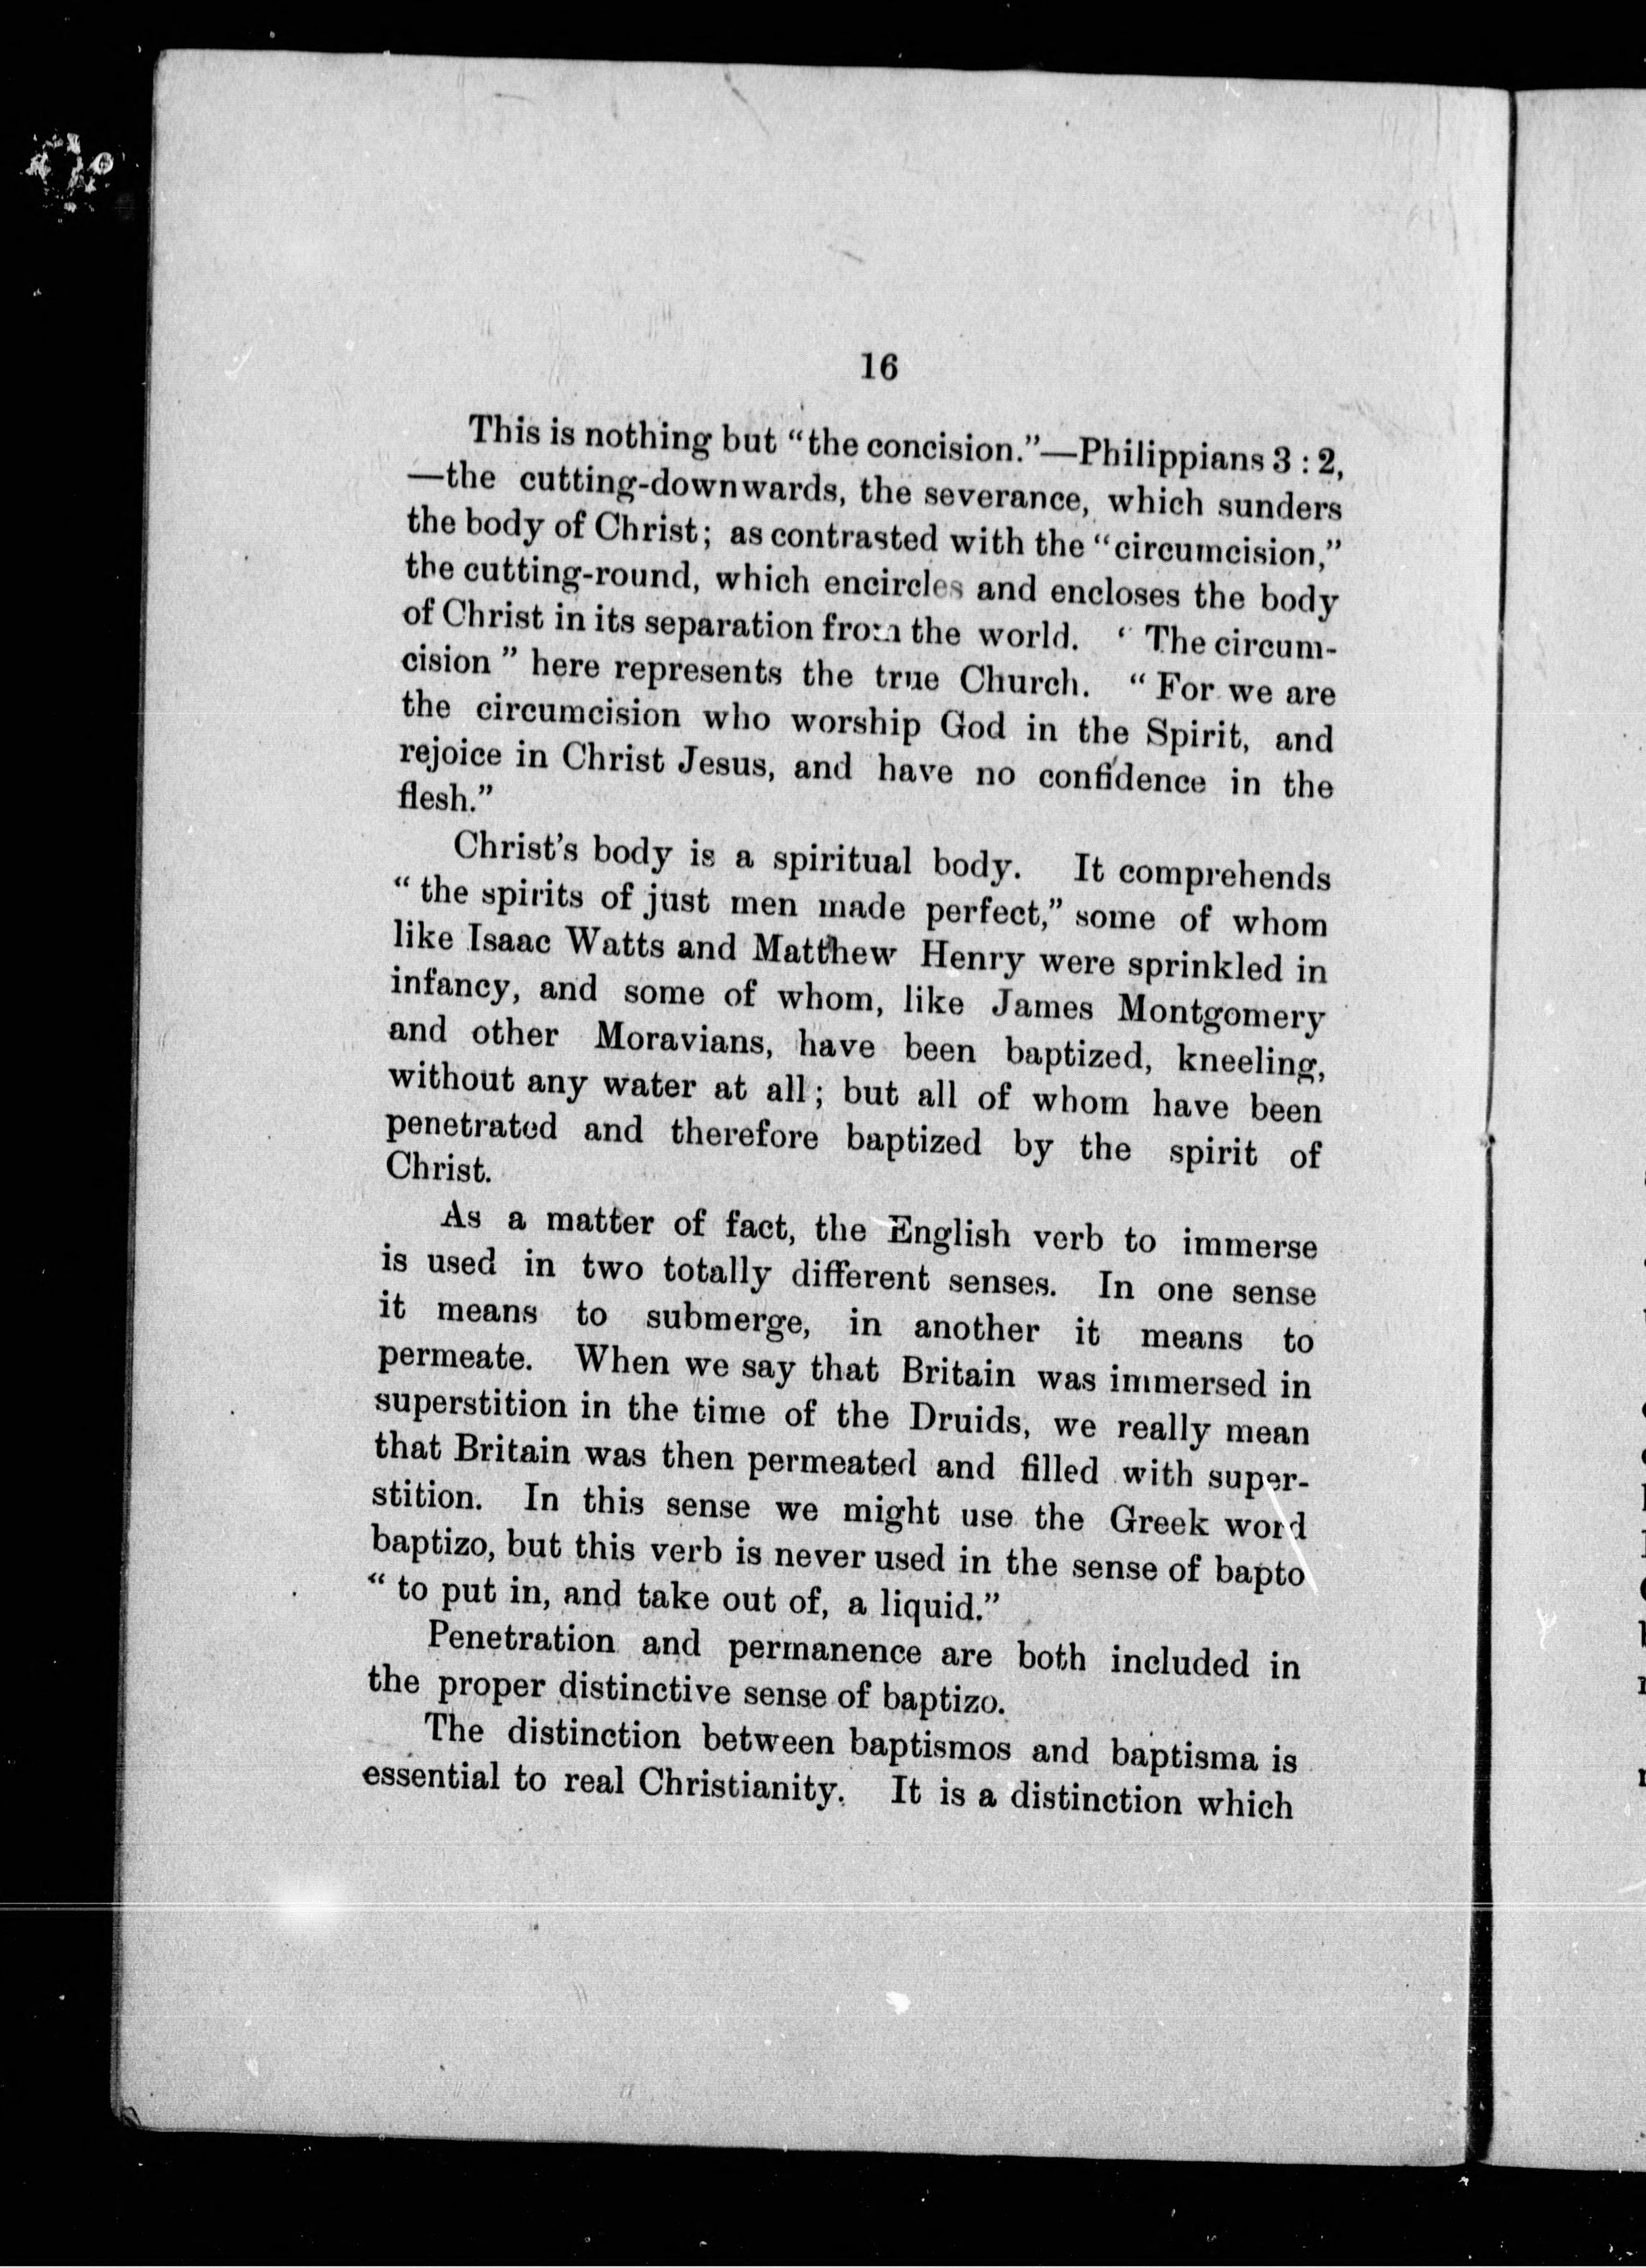 16
This is nothing but “the concision.”—Philippians 3 : 2,
—the cutting-downwards, the severance, which sunders
the body of Christ; as contrasted with the “circumcision,”
the cutting-round, which encircles and encloses the body
of Christ in its separation from the world. ‘ The circum-
cision ” here represents the true Church. “ For we are
the circumcision who worship God in the Spirit, and
rejoice in Christ Jesus, and have no confidence in the
flesh.”
Christ’s body is a spiritual body. It comprehends
“ the spirits of just men made perfect,” some of whom
like Isaac Watts and Matthew Henry were sprinkled in
infancy, and some of whom, like James Montgomery
and other Moravians, have been baptized, kneeling,
without any water at all; but all of whom have been
penetrated and therefore baptized by the spirit of
Christ.
As a matter of fact, the English verb to immerse
is used in two totally different senses. In one sense
it means to submerge, in another it means to
permeate. When we say that Britain was immersed in
superstition in the time of the Druids, we really mean
that Britain was then permeated and filled with super-
stition. In this sense we might use the Greek word
baptizo, but this verb is never used in the sense of bapto
“ to put in, and take out of, a liquid.”
Penetration and permanence are both included in
the proper distinctive sense of baptizo.
The distinction between baptismos and baptisma is
essential to real Christianity. It is a distinction which